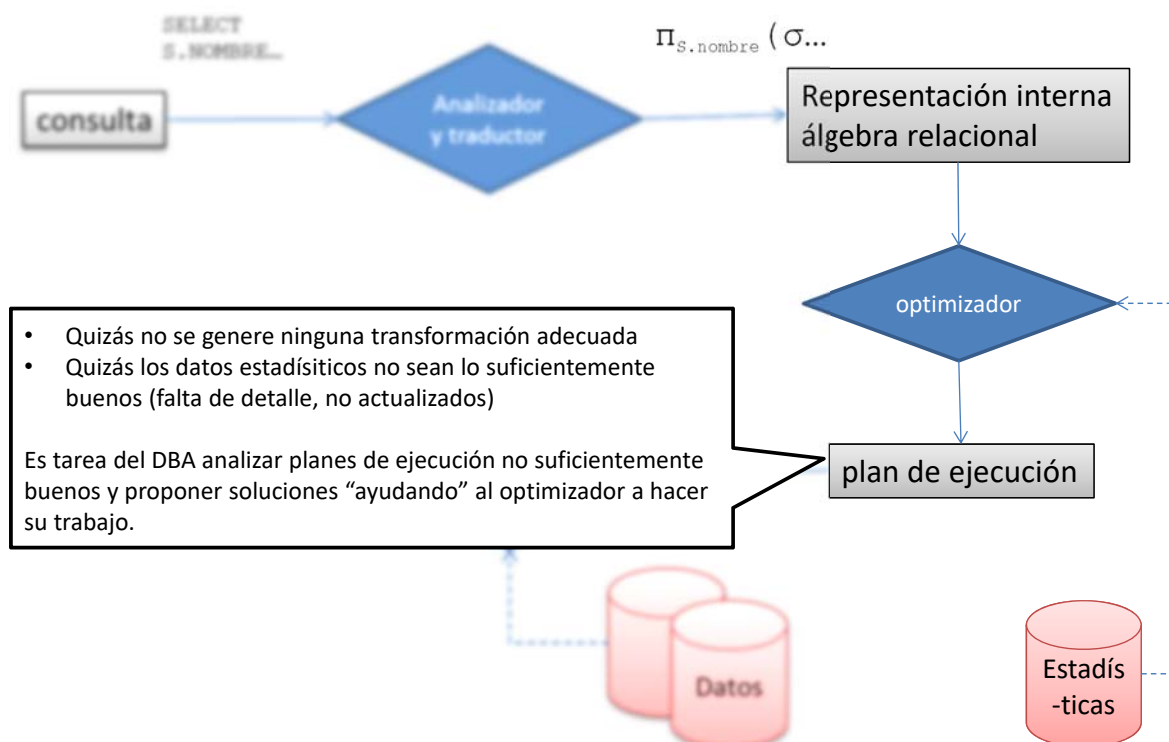 SELECT
S.NOMBRE…
Π S.nombre (σ…
consulta
Analizador
y traductor
Representación interna
álgebra relacional
optimizador
• Quizás no se genere ninguna transformación adecuada
• Quizás los datos estadísiticos no sean lo suficientemente
buenos (falta de detalle, no actualizados)
Es tarea del DBA analizar planes de ejecución no suficientemente
buenos y proponer soluciones “ayudando” al optimizador a hacer
su trabajo.
plan de ejecución
Datos
Estadís
-ticas